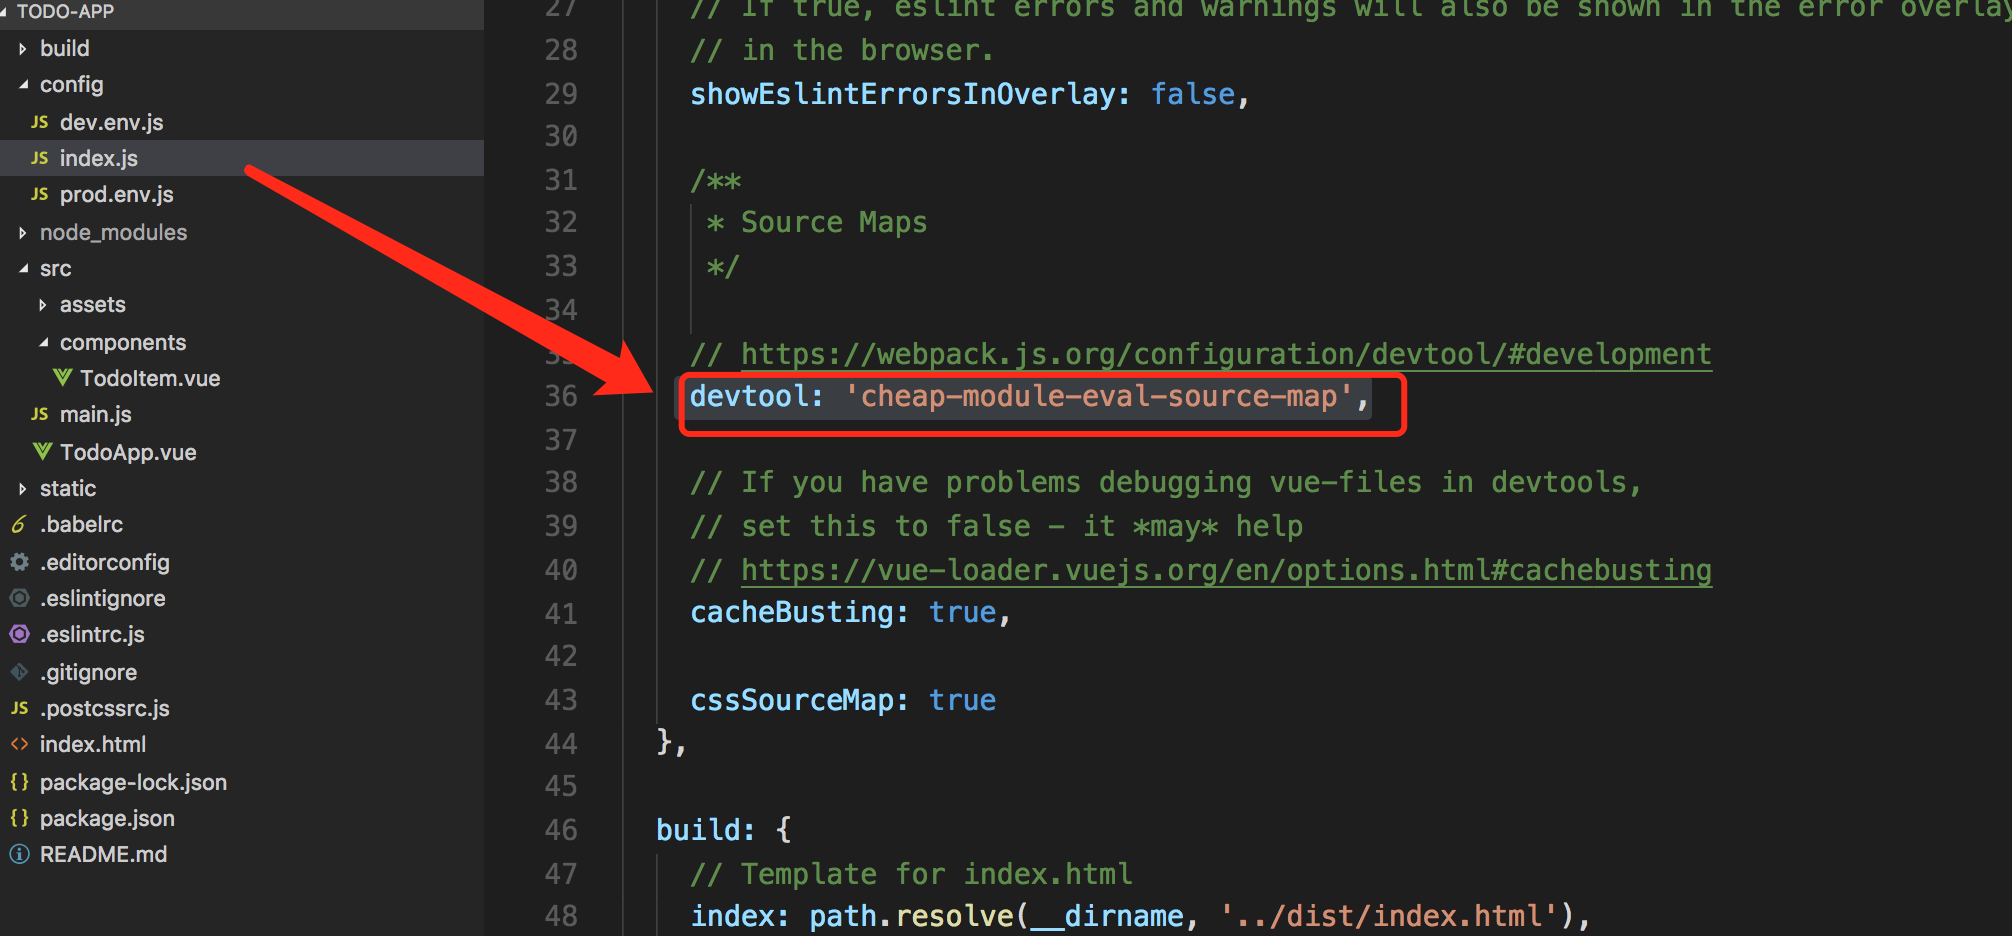 TODO-APP
build
config
JS dev.env.js
JS index.js
JS prod.env.js
node_modules
src
assets
components
TodoItem.vue
JS main.js
TodoApp.vue
static
.babelrc
.editorconfig
.eslintignore
.eslintrc.js
.gitignore
JS .postcssrc.js
<> index.html
{} package-lock.json
{} package.json
README.md
27 // If true, eslint errors and warnings will also be shown in the error overlay
28 // in the browser.
29 showEslintErrorsInOverlay: false,
30
31 /**
32 * Source Maps
33 */
34
// https://webpack.js.org/configuration/devtool/#development
36 devtool: 'cheap-module-eval-source-map',
37
38 // If you have problems debugging vue-files in devtools,
39 // set this to false - it *may* help
40 // https://vue-loader.vuejs.org/en/options.html#cachebusting
41 cacheBusting: true,
42
43 cssSourceMap: true
44 },
45
46 build: {
47 // Template for index.html
48 index: path.resolve(__dirname, '../dist/index.html'),